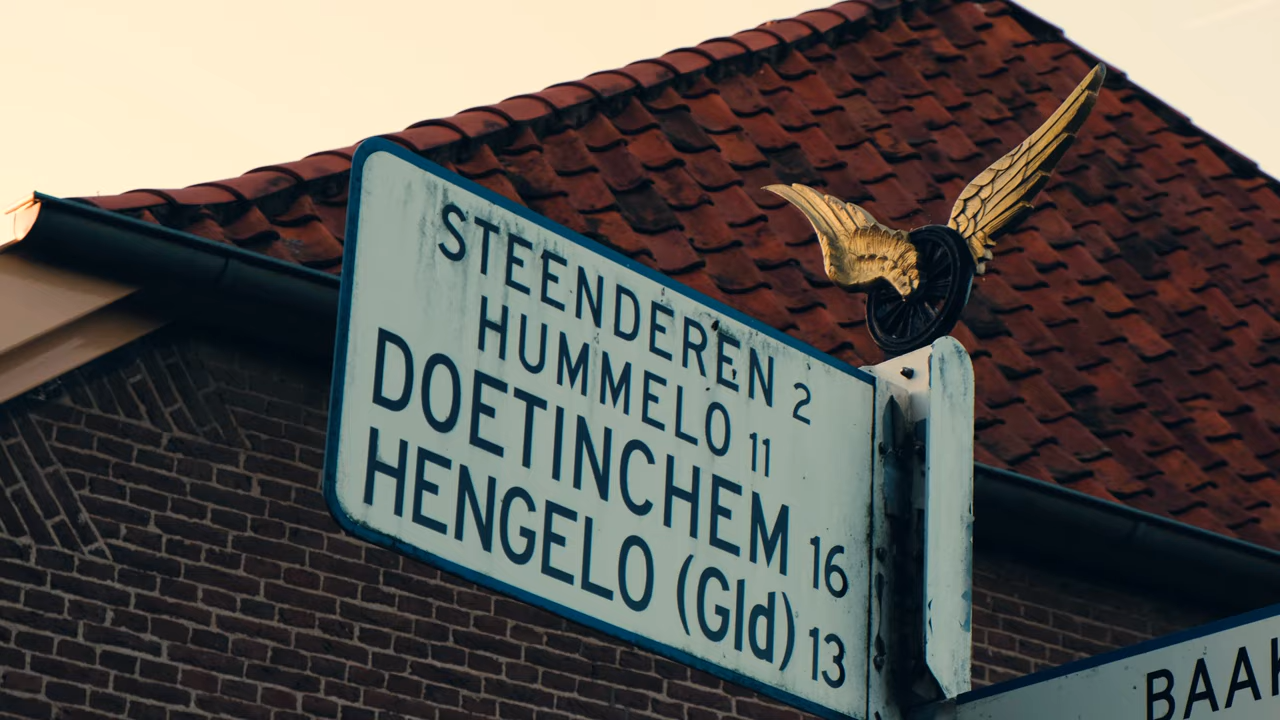 STEENDEREN 2
HUMMELO 11
DOETINCHEM 16
HENGELO (Gld) 13